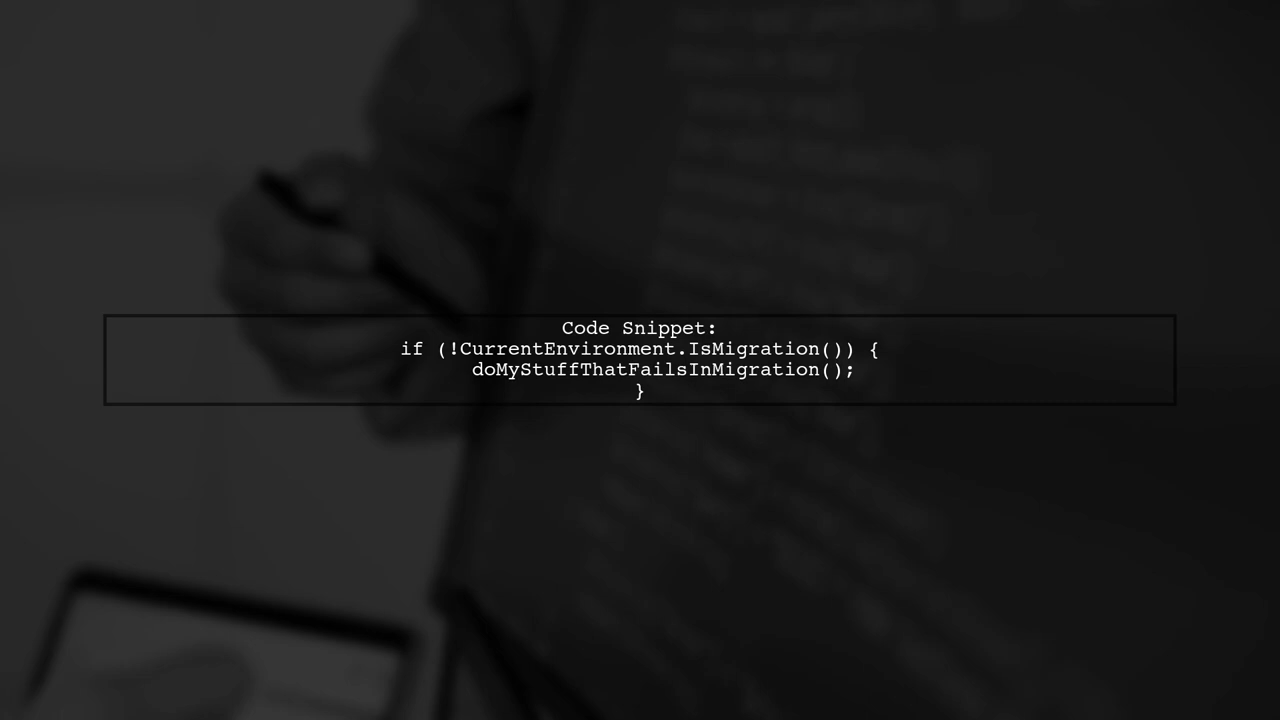 Code Snippet:
if (!CurrentEnvironment.IsMigration()) {
doMyStuffThatFailsInMigration();
}